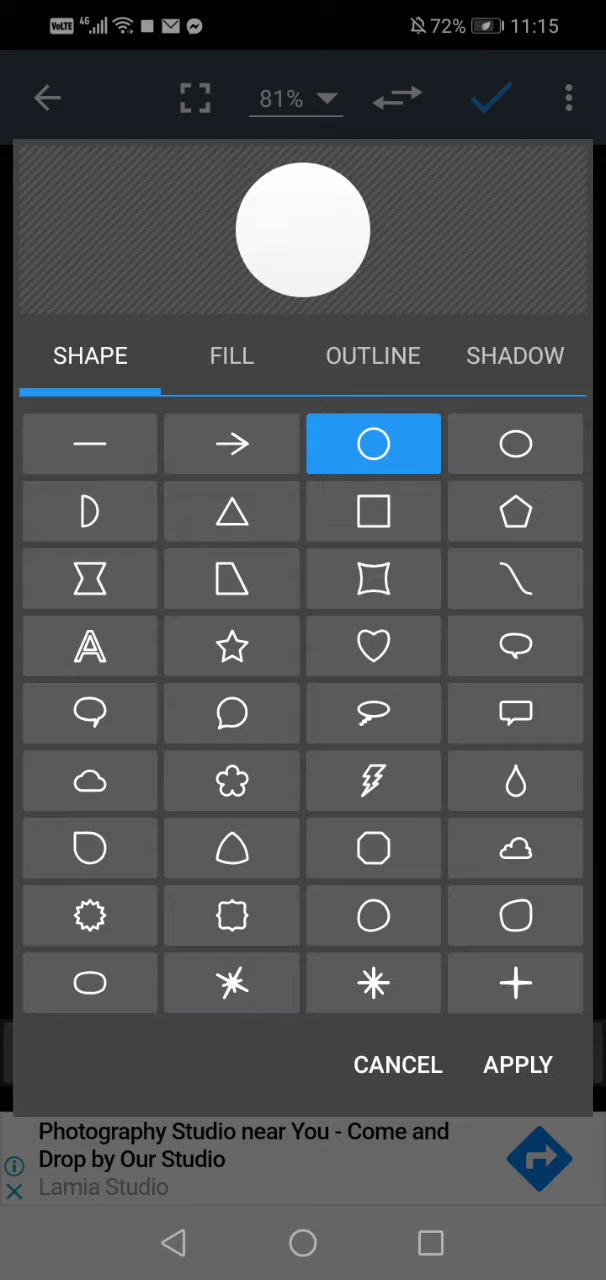 VoLTE 4G 72% 11:15
81%
SHAPE FILL OUTLINE SHADOW
A
CANCEL APPLY
Photography Studio near You - Come and
Drop by Our Studio
Lamia Studio